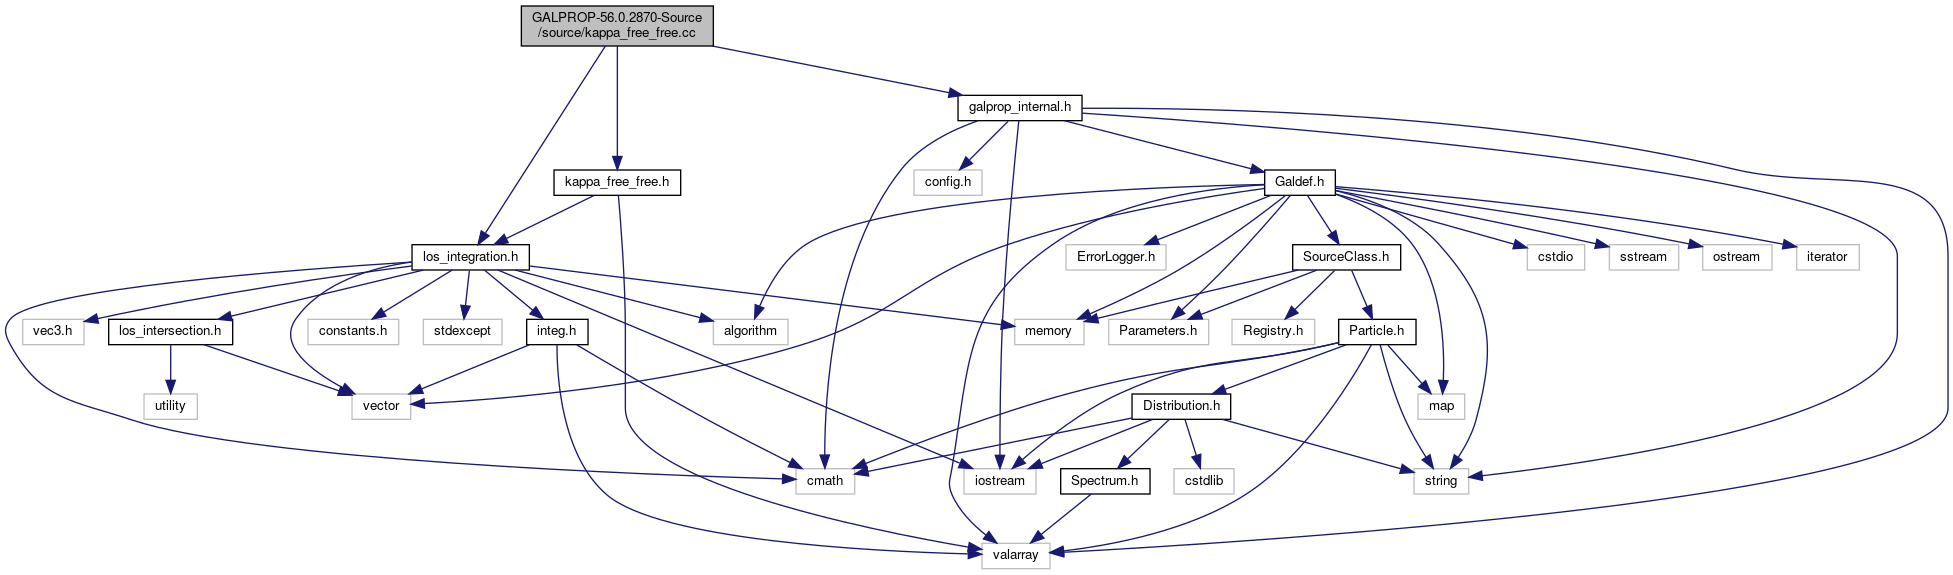 GALPROP-56.0.2870-Source
/source/kappa_free_free.cc
galprop_internal.h
kappa_free_free.h
config.h
Galdef.h
los_integration.h
ErrorLogger.h
SourceClass.h
cstdio
sstream
ostream
iterator
vec3.h
los_intersection.h
constants.h
stdexcept
integ.h
algorithm
memory
Parameters.h
Registry.h
Particle.h
utility
vector
Distribution.h
map
cmath
iostream
Spectrum.h
cstdlib
string
valarray